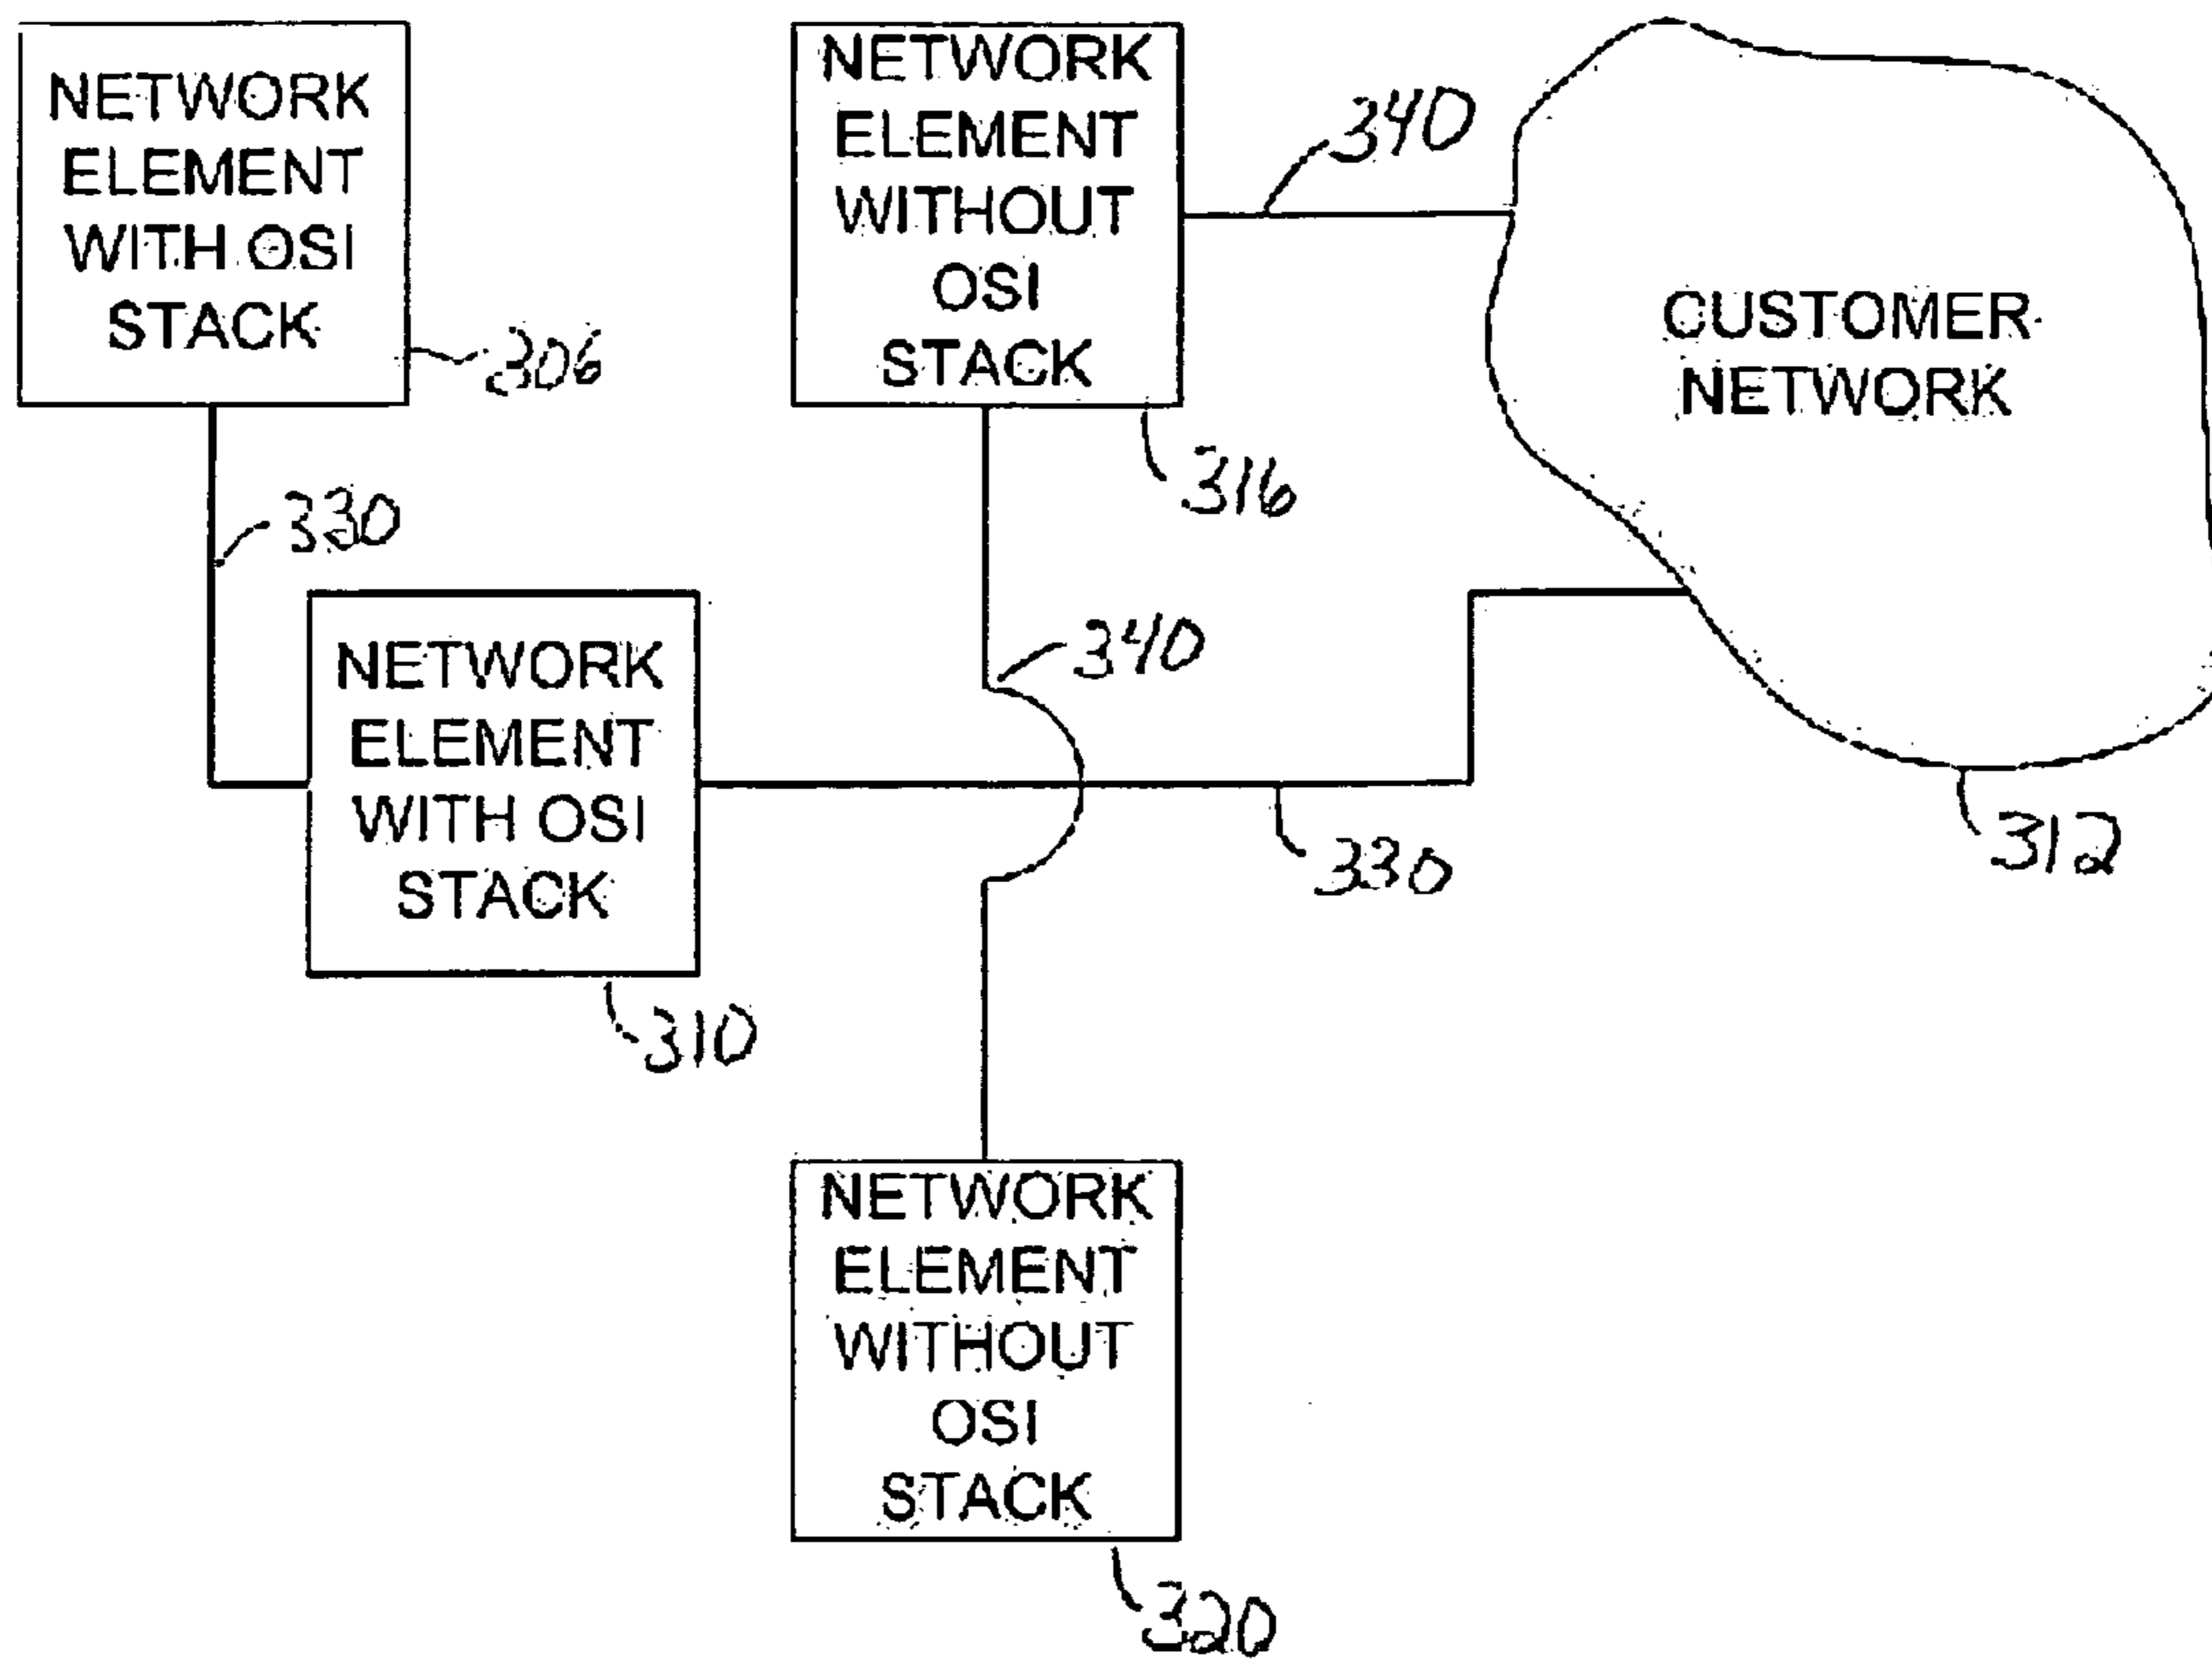 NETWORK
ELEMENT
WITH OSI
STACK
306
NETWORK
ELEMENT
WITHOUT
OSI
STACK
316
340
CUSTOMER
NETWORK
312
330
NETWORK
ELEMENT
WITH OSI
STACK
310
340
330
NETWORK
ELEMENT
WITHOUT
OSI
STACK
320